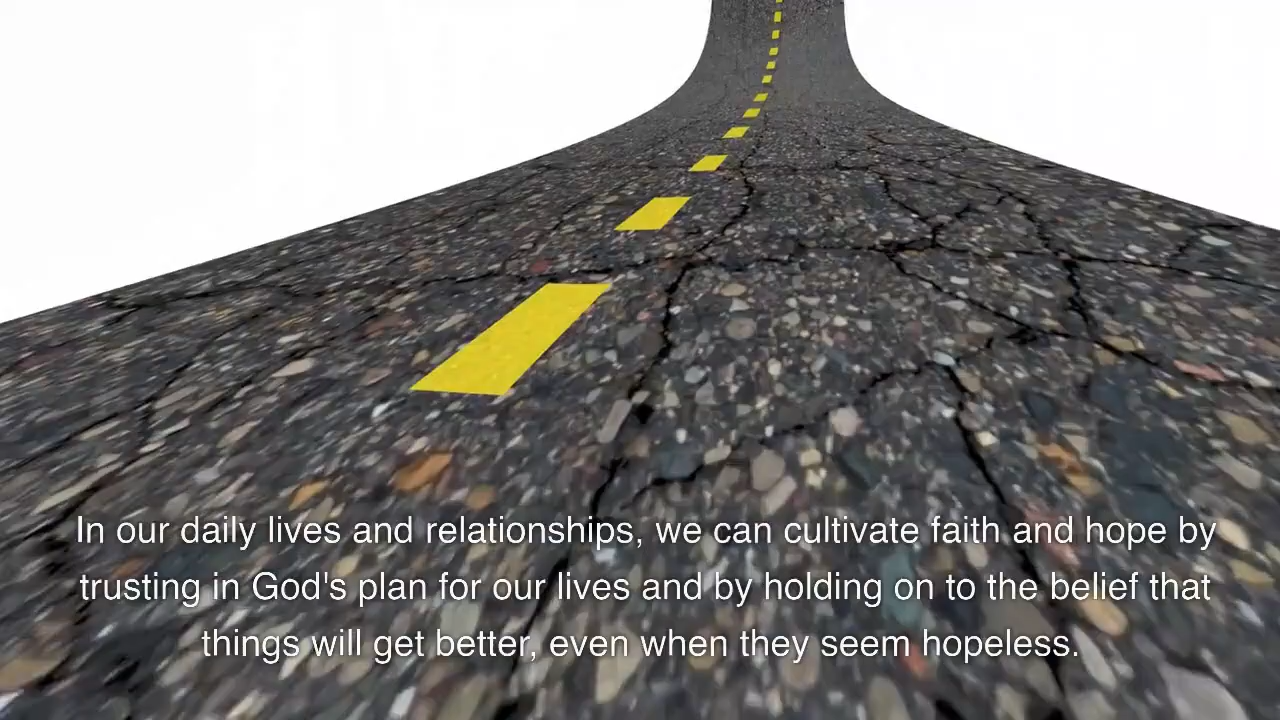 In our daily lives and relationships, we can cultivate faith and hope by
trusting in God's plan for our lives and by holding on to the belief that
things will get better, even when they seem hopeless.